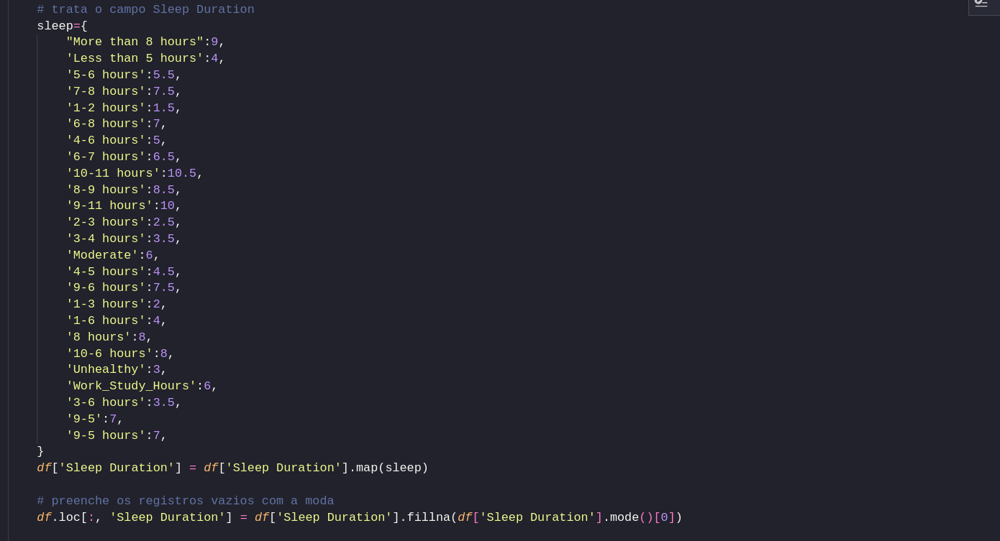 # trata o campo Sleep Duration
sleep={
    "More than 8 hours":9,
    'Less than 5 hours':4,
    '5-6 hours':5.5,
    '7-8 hours':7.5,
    '1-2 hours':1.5,
    '6-8 hours':7,
    '4-6 hours':5,
    '6-7 hours':6.5,
    '10-11 hours':10.5,
    '8-9 hours':8.5,
    '9-11 hours':10,
    '2-3 hours':2.5,
    '3-4 hours':3.5,
    'Moderate':6,
    '4-5 hours':4.5,
    '9-6 hours':7.5,
    '1-3 hours':2,
    '1-6 hours':4,
    '8 hours':8,
    '10-6 hours':8,
    'Unhealthy':3,
    'Work_Study_Hours':6,
    '3-6 hours':3.5,
    '9-5':7,
    '9-5 hours':7,
}
df['Sleep Duration'] = df['Sleep Duration'].map(sleep)
# preenche os registros vazios com a moda
df.loc[:, 'Sleep Duration'] = df['Sleep Duration'].fillna(df['Sleep Duration'].mode()[0])